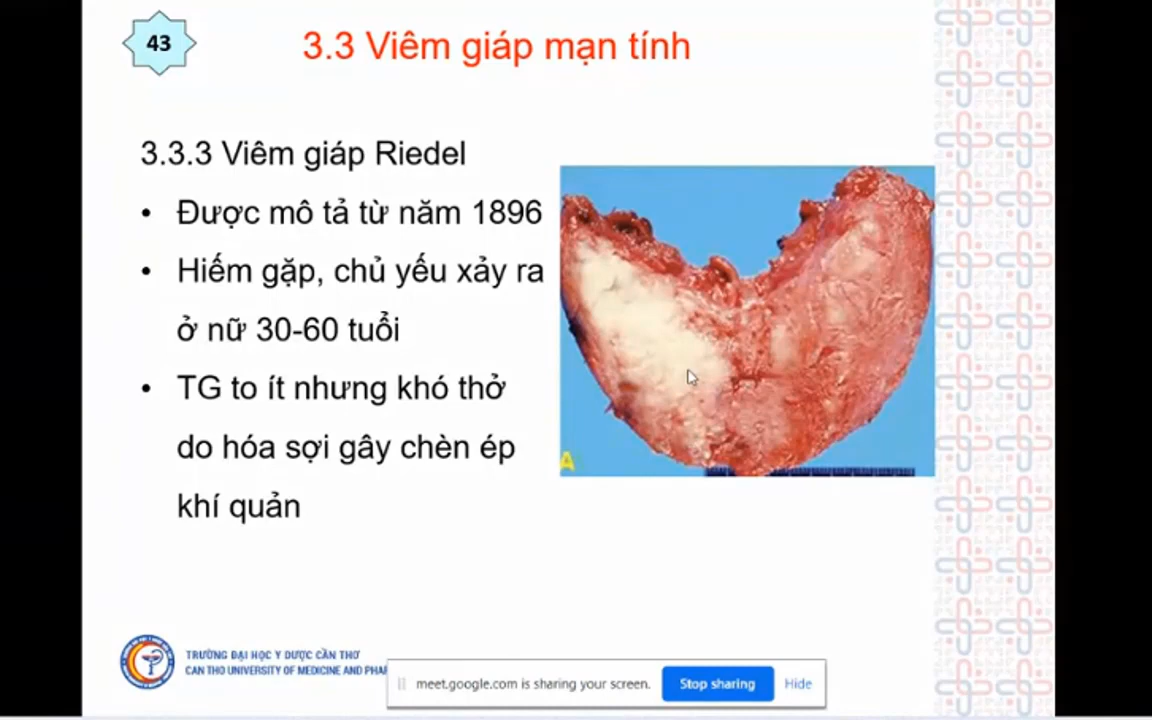 43
3.3 Viêm giáp mạn tính
3.3.3 Viêm giáp Riedel
• Được mô tả từ năm 1896
• Hiếm gặp, chủ yếu xảy ra
ở nữ 30-60 tuổi
• TG to ít nhưng khó thở
do hóa sợi gây chèn ép
khí quản
A
TRƯỜNG ĐẠI HỌC Y DƯỢC CẦN THƠ
CAN THO UNIVERSITY OF MEDICINE AND PHAR
meet.google.com is sharing your screen.
Stop sharing
Hide